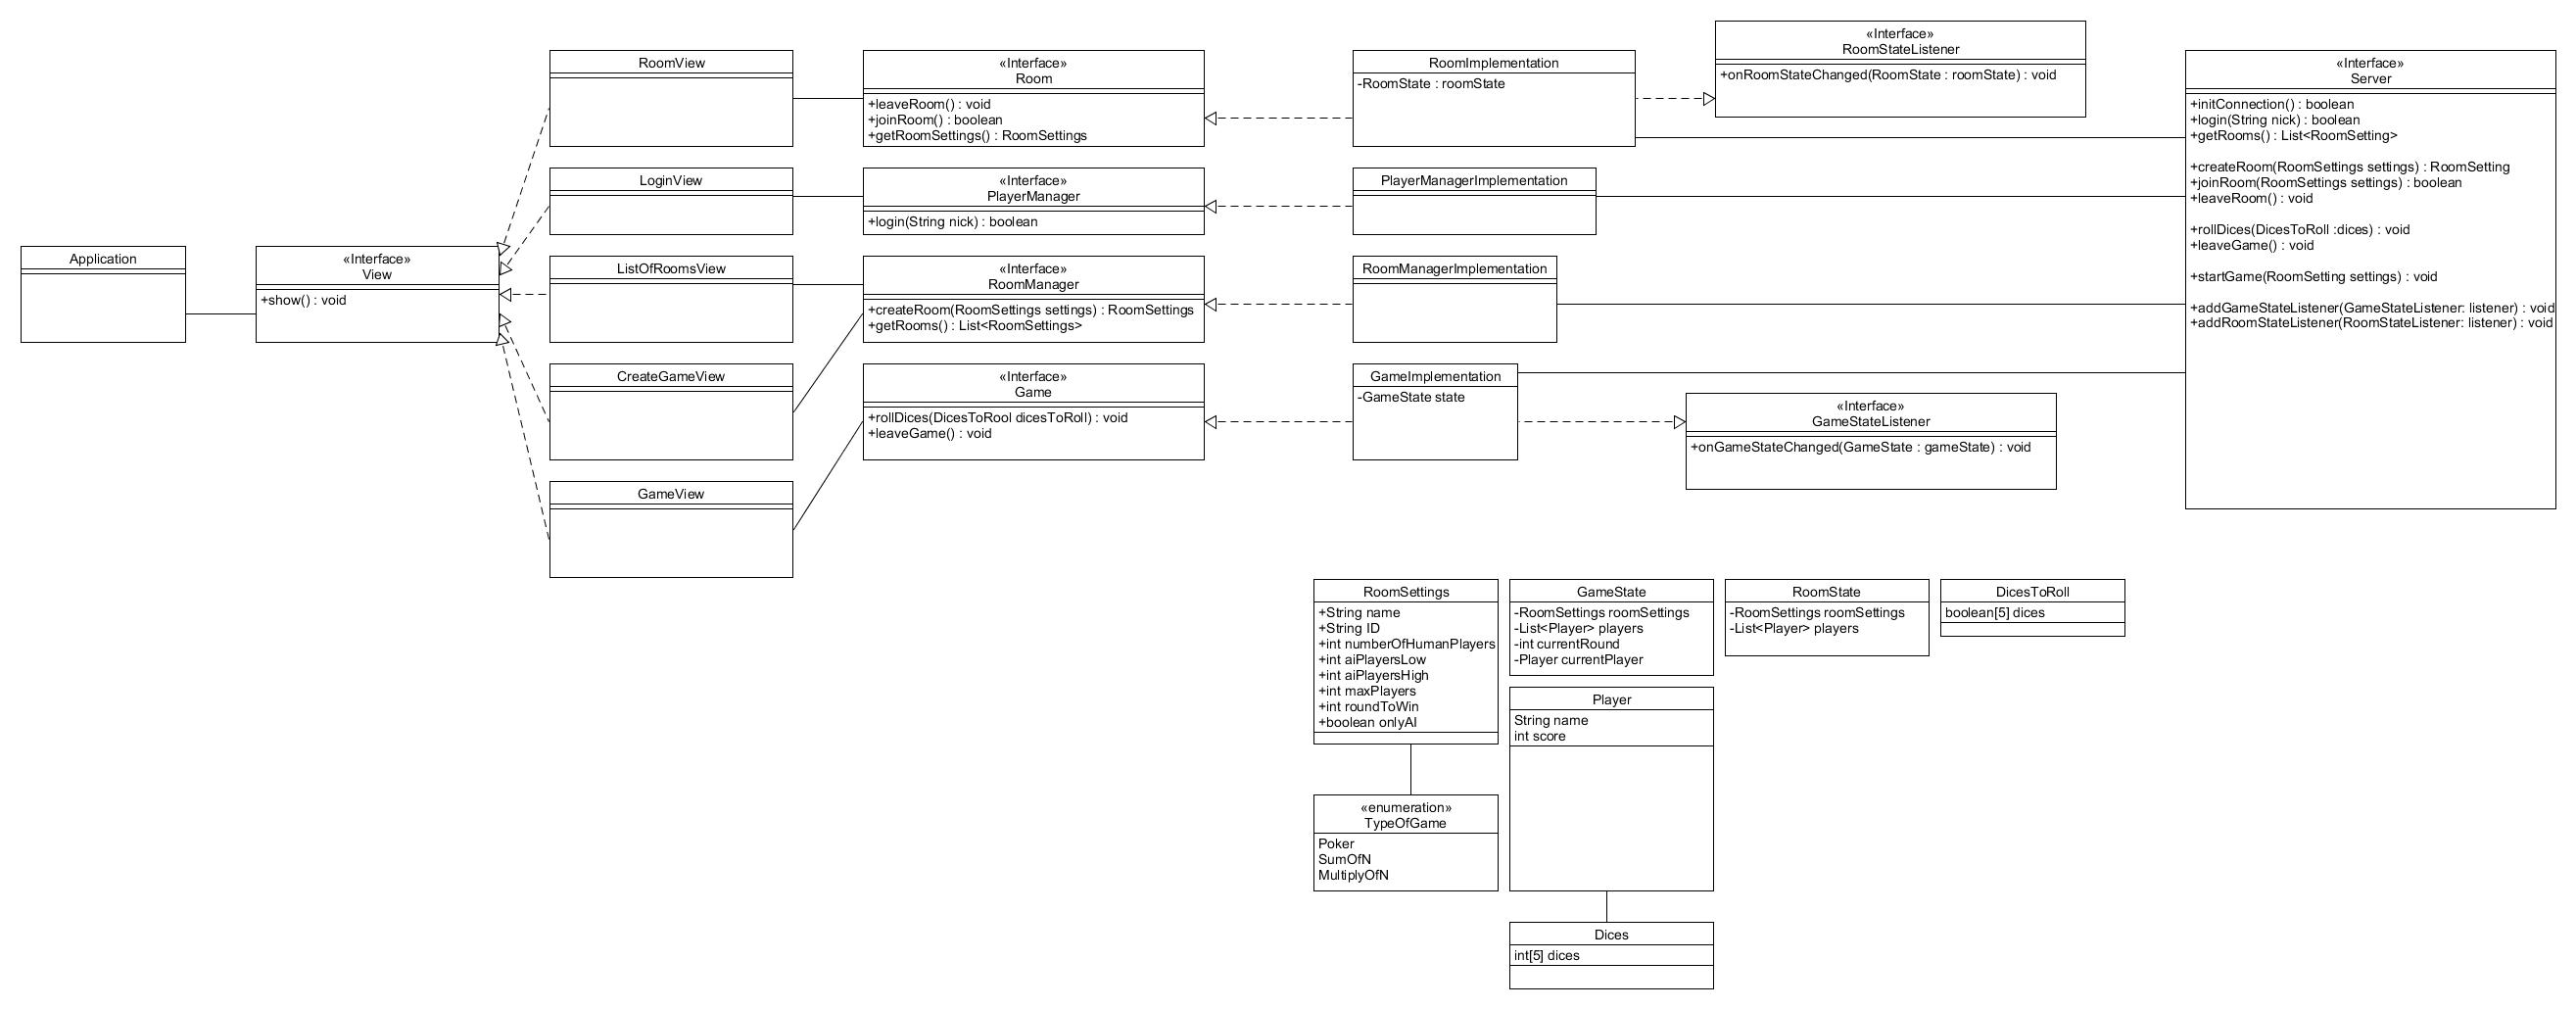 Application
«Interface»
View
+show() : void
RoomView
LoginView
ListOfRoomsView
CreateGameView
GameView
«Interface»
Room
+leaveRoom() : void
+joinRoom() : boolean
+getRoomSettings() : RoomSettings
«Interface»
PlayerManager
+login(String nick) : boolean
«Interface»
RoomManager
+createRoom(RoomSettings settings) : RoomSettings
+getRooms() : List<RoomSettings>
«Interface»
Game
+rollDices(DicesToRool dicesToRoll) : void
+leaveGame() : void
RoomImplementation
-RoomState : roomState
PlayerManagerImplementation
RoomManagerImplementation
GameImplementation
-GameState state
«Interface»
RoomStateListener
+onRoomStateChanged(RoomState : roomState) : void
«Interface»
GameStateListener
+onGameStateChanged(GameState : gameState) : void
«Interface»
Server
+initConnection() : boolean
+login(String nick) : boolean
+getRooms() : List<RoomSetting>
+createRoom(RoomSettings settings) : RoomSetting
+joinRoom(RoomSettings settings) : boolean
+leaveRoom() : void
+rollDices(DicesToRoll :dices) : void
+leaveGame() : void
+startGame(RoomSetting settings) : void
+addGameStateListener(GameStateListener: listener) : void
+addRoomStateListener(RoomStateListener: listener) : void
RoomSettings
+String name
+String ID
+int numberOfHumanPlayers
+int aiPlayersLow
+int aiPlayersHigh
+int maxPlayers
+int roundToWin
+boolean onlyAI
«enumeration»
TypeOfGame
Poker
SumOfN
MultiplyOfN
GameState
-RoomSettings roomSettings
-List<Player> players
-int currentRound
-Player currentPlayer
Player
String name
int score
Dices
int[5] dices
RoomState
-RoomSettings roomSettings
-List<Player> players
DicesToRoll
boolean[5] dices